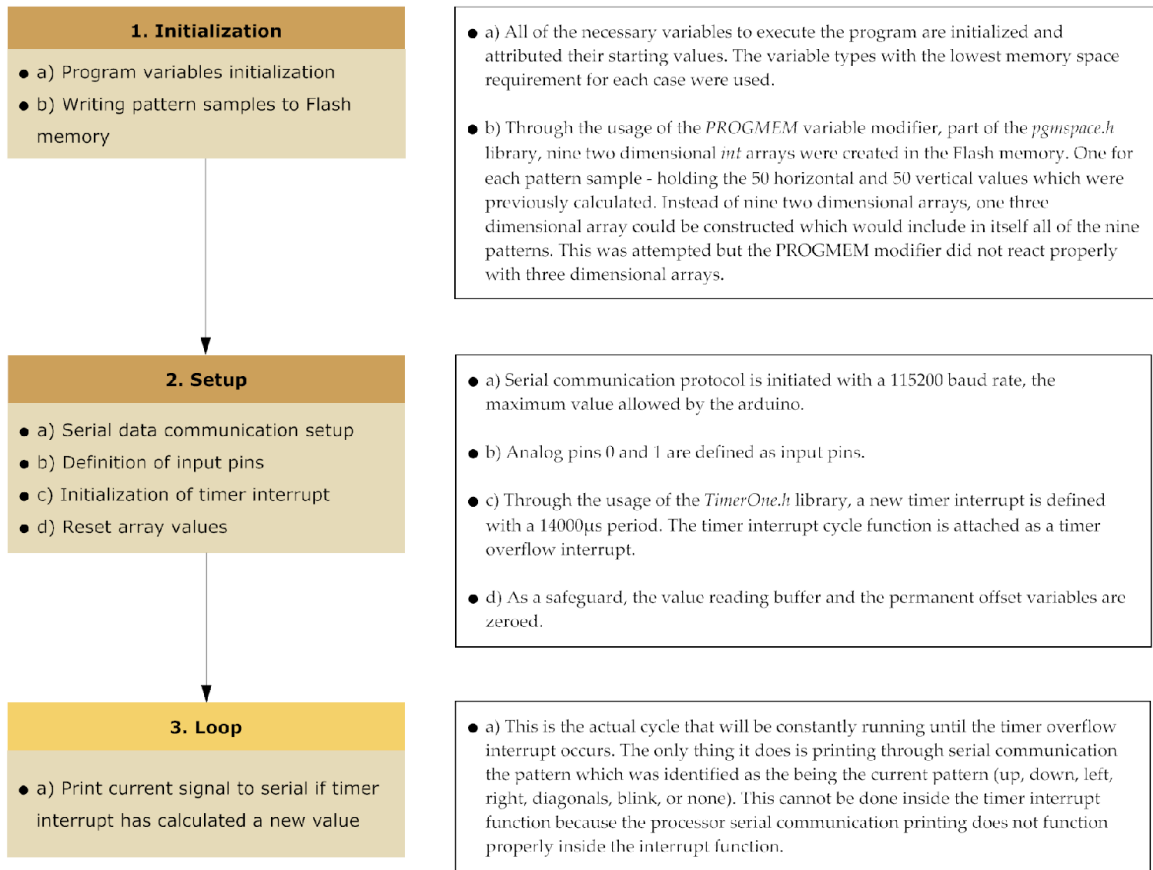 1. Initialization
● a) Program variables initialization
● b) Writing pattern samples to Flash
memory
● a) All of the necessary variables to execute the program are initialized and
attributed their starting values. The variable types with the lowest memory space
requirement for each case were used.
● b) Through the usage of the PROGMEM variable modifier, part of the pgmspace.h
library, nine two dimensional int arrays were created in the Flash memory. One for
each pattern sample - holding the 50 horizontal and 50 vertical values which were
previously calculated. Instead of nine two dimensional arrays, one three
dimensional array could be constructed which would include in itself all of the nine
patterns. This was attempted but the PROGMEM modifier did not react properly
with three dimensional arrays.
2. Setup
● a) Serial data communication setup
● b) Definition of input pins
● c) Initialization of timer interrupt
● d) Reset array values
● a) Serial communication protocol is initiated with a 115200 baud rate, the
maximum value allowed by the arduino.
● b) Analog pins 0 and 1 are defined as input pins.
● c) Through the usage of the TimerOne.h library, a new timer interrupt is defined
with a 14000μs period. The timer interrupt cycle function is attached as a timer
overflow interrupt.
● d) As a safeguard, the value reading buffer and the permanent offset variables are
zeroed.
3. Loop
● a) Print current signal to serial if timer
interrupt has calculated a new value
● a) This is the actual cycle that will be constantly running until the timer overflow
interrupt occurs. The only thing it does is printing through serial communication
the pattern which was identified as the being the current pattern (up, down, left,
right, diagonals, blink, or none). This cannot be done inside the timer interrupt
function because the processor serial communication printing does not function
properly inside the interrupt function.